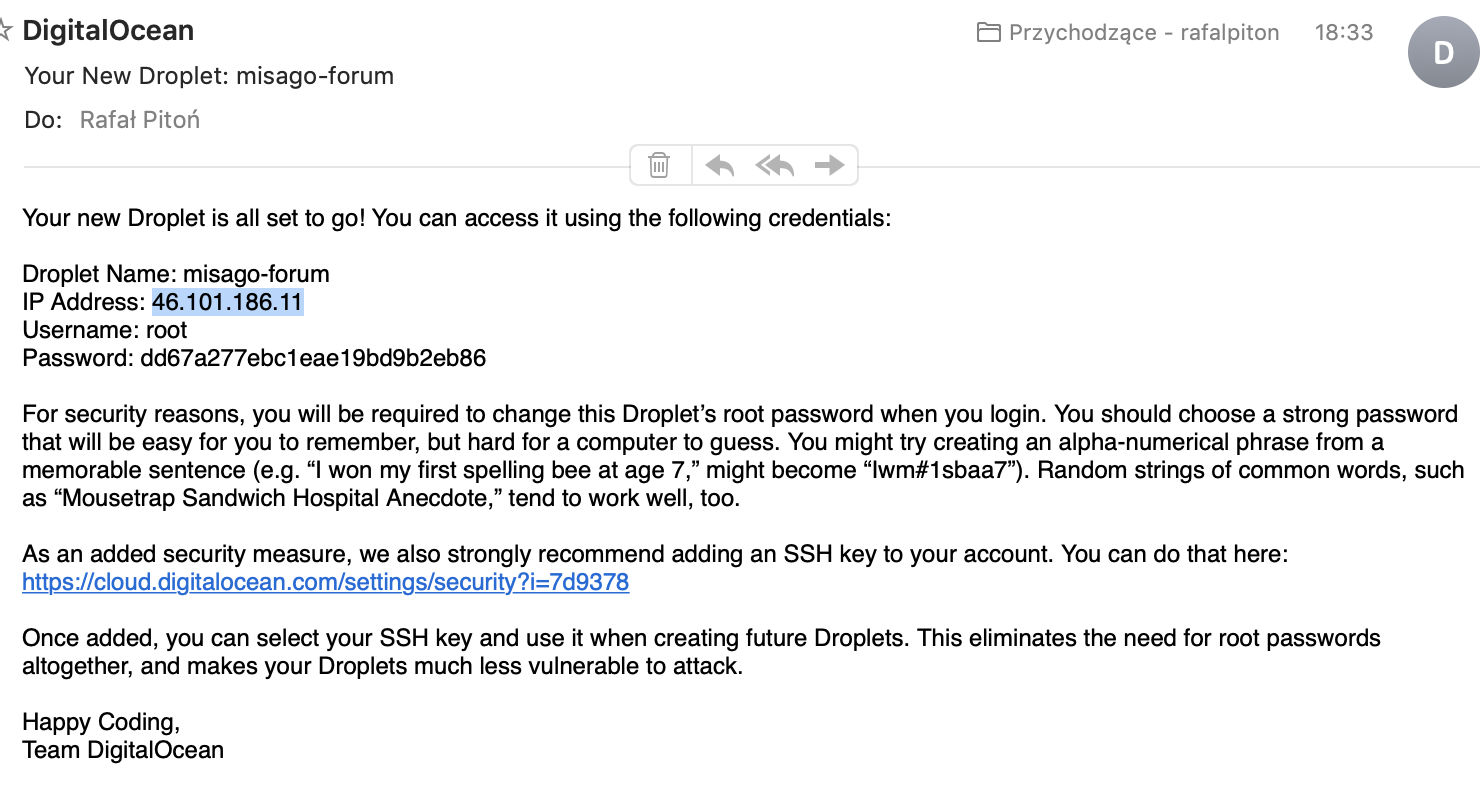 DigitalOcean
Przychodzące - rafalpiton 18:33
D
Your New Droplet: misago-forum
Do: Rafał Pitoń
Your new Droplet is all set to go! You can access it using the following credentials:
Droplet Name: misago-forum
IP Address: 46.101.186.11
Username: root
Password: dd67a277ebc1eae19bd9b2eb86
For security reasons, you will be required to change this Droplet’s root password when you login. You should choose a strong password
that will be easy for you to remember, but hard for a computer to guess. You might try creating an alpha-numerical phrase from a
memorable sentence (e.g. “I won my first spelling bee at age 7,” might become “Iwm#1sbaa7”). Random strings of common words, such
as “Mousetrap Sandwich Hospital Anecdote,” tend to work well, too.
As an added security measure, we also strongly recommend adding an SSH key to your account. You can do that here:
https://cloud.digitalocean.com/settings/security?i=7d9378
Once added, you can select your SSH key and use it when creating future Droplets. This eliminates the need for root passwords
altogether, and makes your Droplets much less vulnerable to attack.
Happy Coding,
Team DigitalOcean